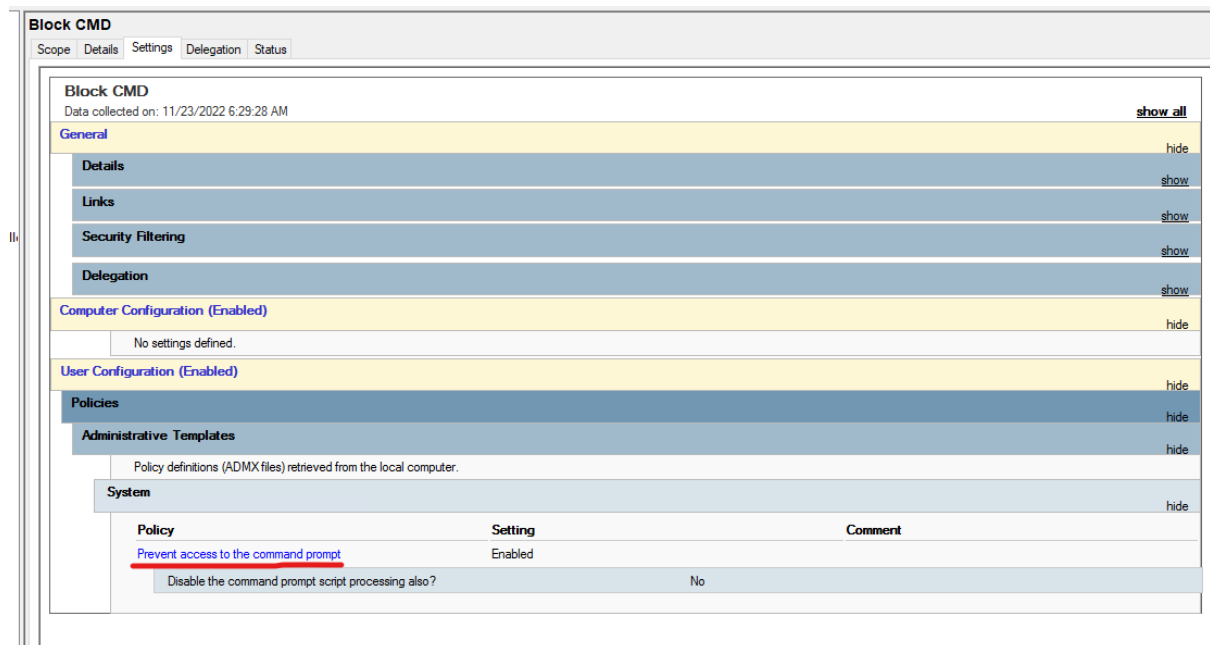 Block CMD
Scope Details Settings Delegation Status
Block CMD
Data collected on: 11/23/2022 6:29:28 AM show all
General hide
Details show
Links show
Security Filtering show
Delegation show
Computer Configuration (Enabled) hide
No settings defined.
User Configuration (Enabled) hide
Policies hide
Administrative Templates hide
Policy definitions (ADMX files) retrieved from the local computer.
System hide
Policy Setting Comment
Prevent access to the command prompt Enabled
Disable the command prompt script processing also? No